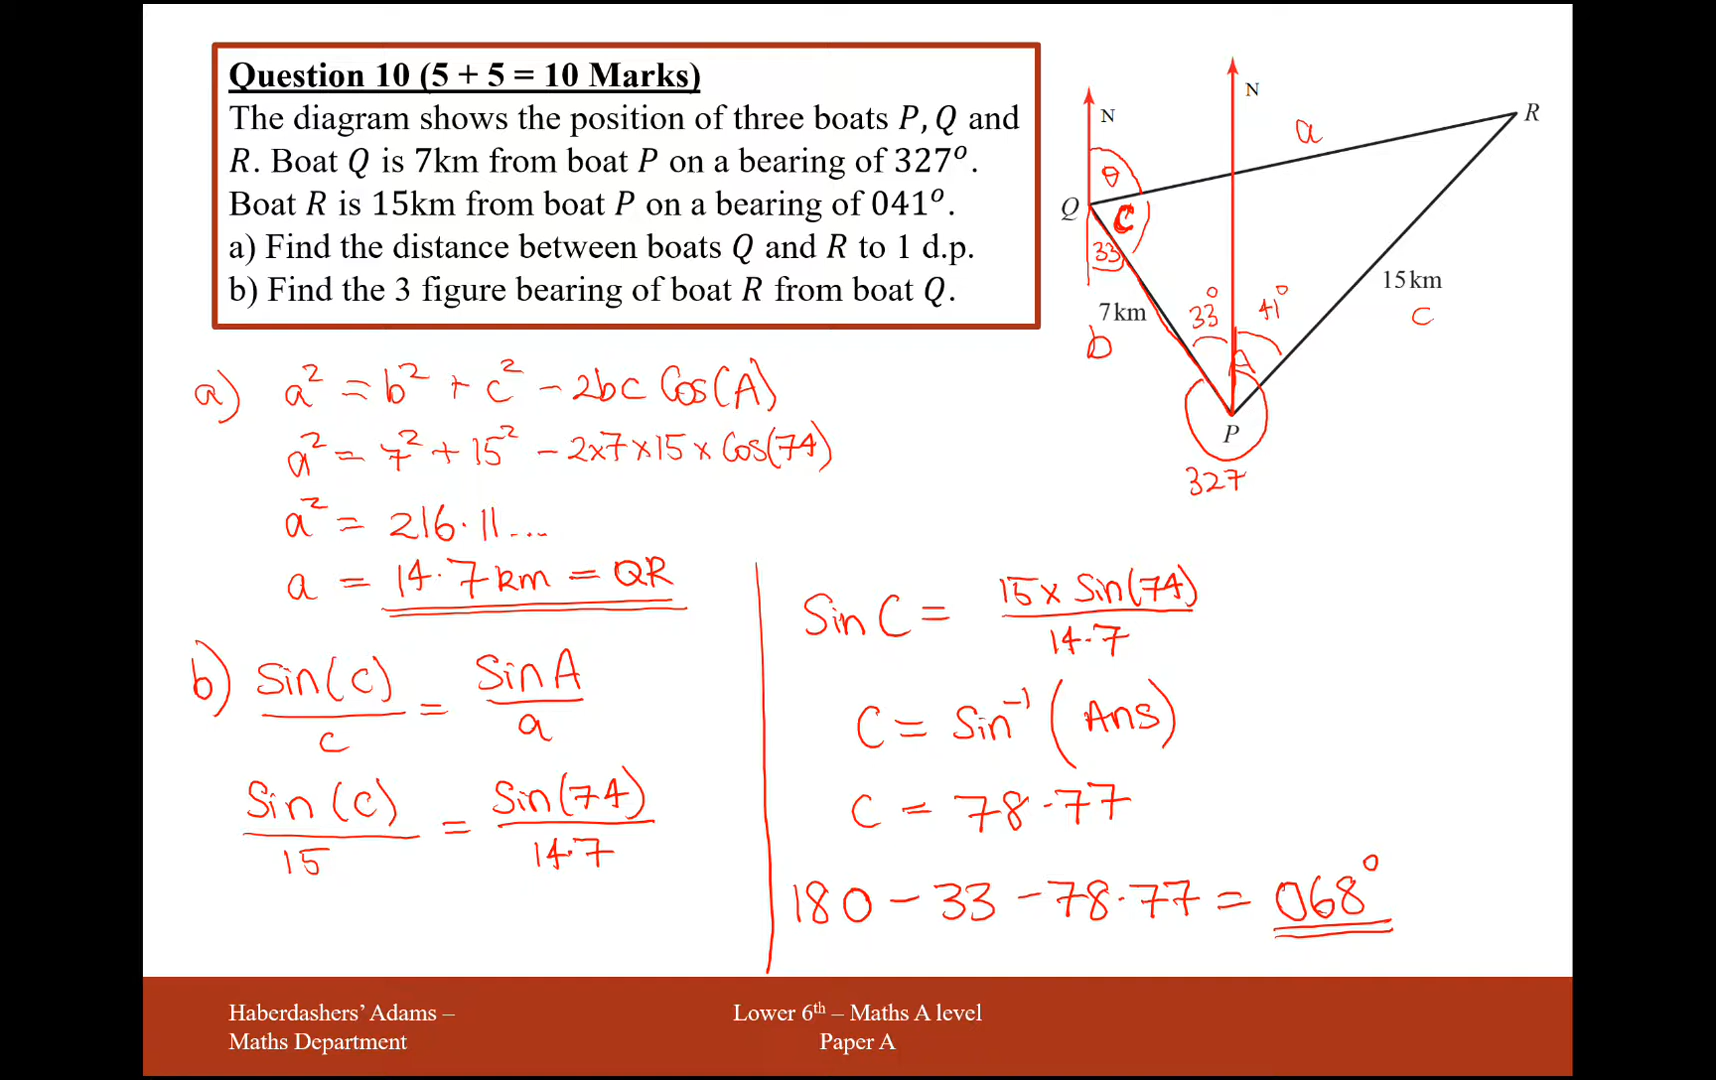 Question 10 (5 + 5 = 10 Marks)
The diagram shows the position of three boats P, Q and
R. Boat Q is 7km from boat P on a bearing of 327°.
Boat R is 15km from boat P on a bearing of 041°.
a) Find the distance between boats Q and R to 1 d.p.
b) Find the 3 figure bearing of boat R from boat Q.
N
N
R
a
θ
Q
C
33
15km
c
7km
b
33°
41°
A
P
327
a) a² = b² + c² - 2bc Cos(A)
a² = 7² + 15² - 2×7×15 × Cos(74)
a² = 216.11...
a = 14.7km = QR
b) Sin(C)/c = Sin A/a
Sin(C)/15 = Sin(74)/14.7
Sin C = 15× Sin(74)/14.7
C = Sin⁻¹ (Ans)
C = 78.77
180 - 33 - 78.77 = 068°
Haberdashers’ Adams –
Maths Department
Lower 6th – Maths A level
Paper A